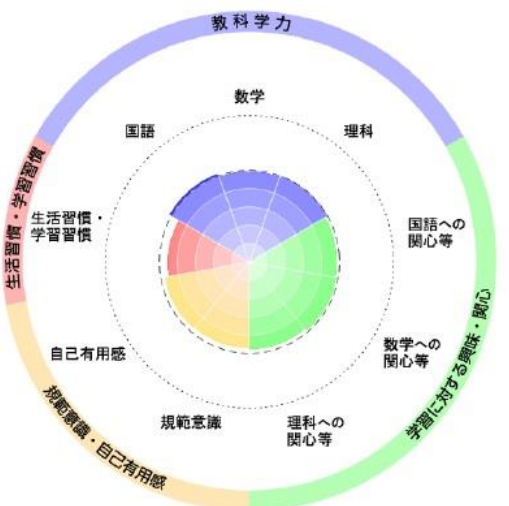 教科学力
数学
国語
理科
生活習慣・学習習慣
生活習慣・
学習習慣
国語への
関心等
数学への
関心等
自己有用感
規範意識
理科への
関心等
学習に対する興味・関心
規範意識・自己有用感